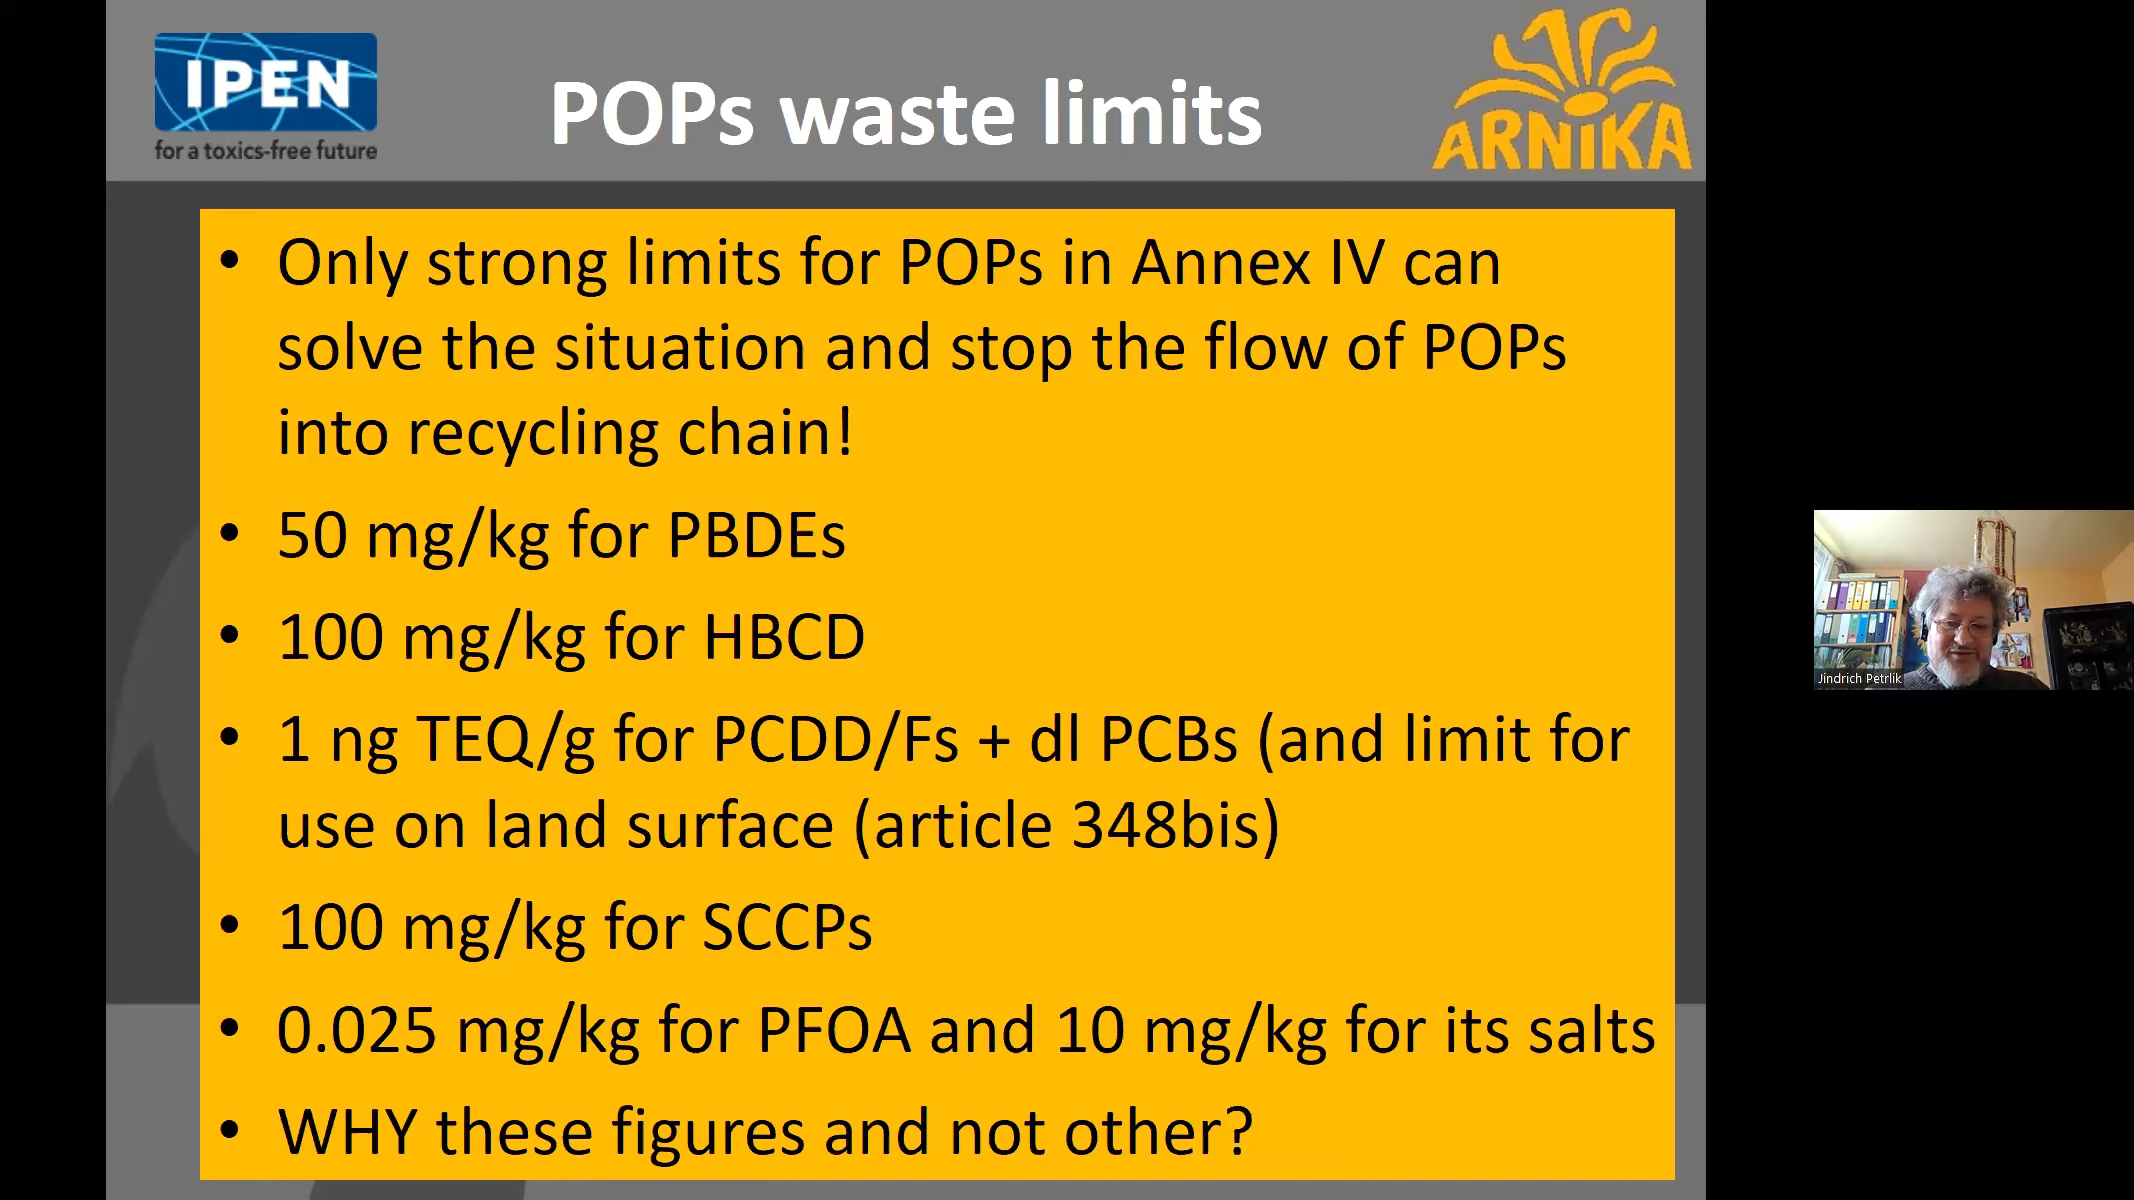 IPEN
for a toxics-free future
POPs waste limits
ARNIKA
• Only strong limits for POPs in Annex IV can
solve the situation and stop the flow of POPs
into recycling chain!
• 50 mg/kg for PBDEs
• 100 mg/kg for HBCD
• 1 ng TEQ/g for PCDD/Fs + dl PCBs (and limit for
use on land surface (article 348bis)
• 100 mg/kg for SCCPs
• 0.025 mg/kg for PFOA and 10 mg/kg for its salts
• WHY these figures and not other?
Jindrich Petrlik